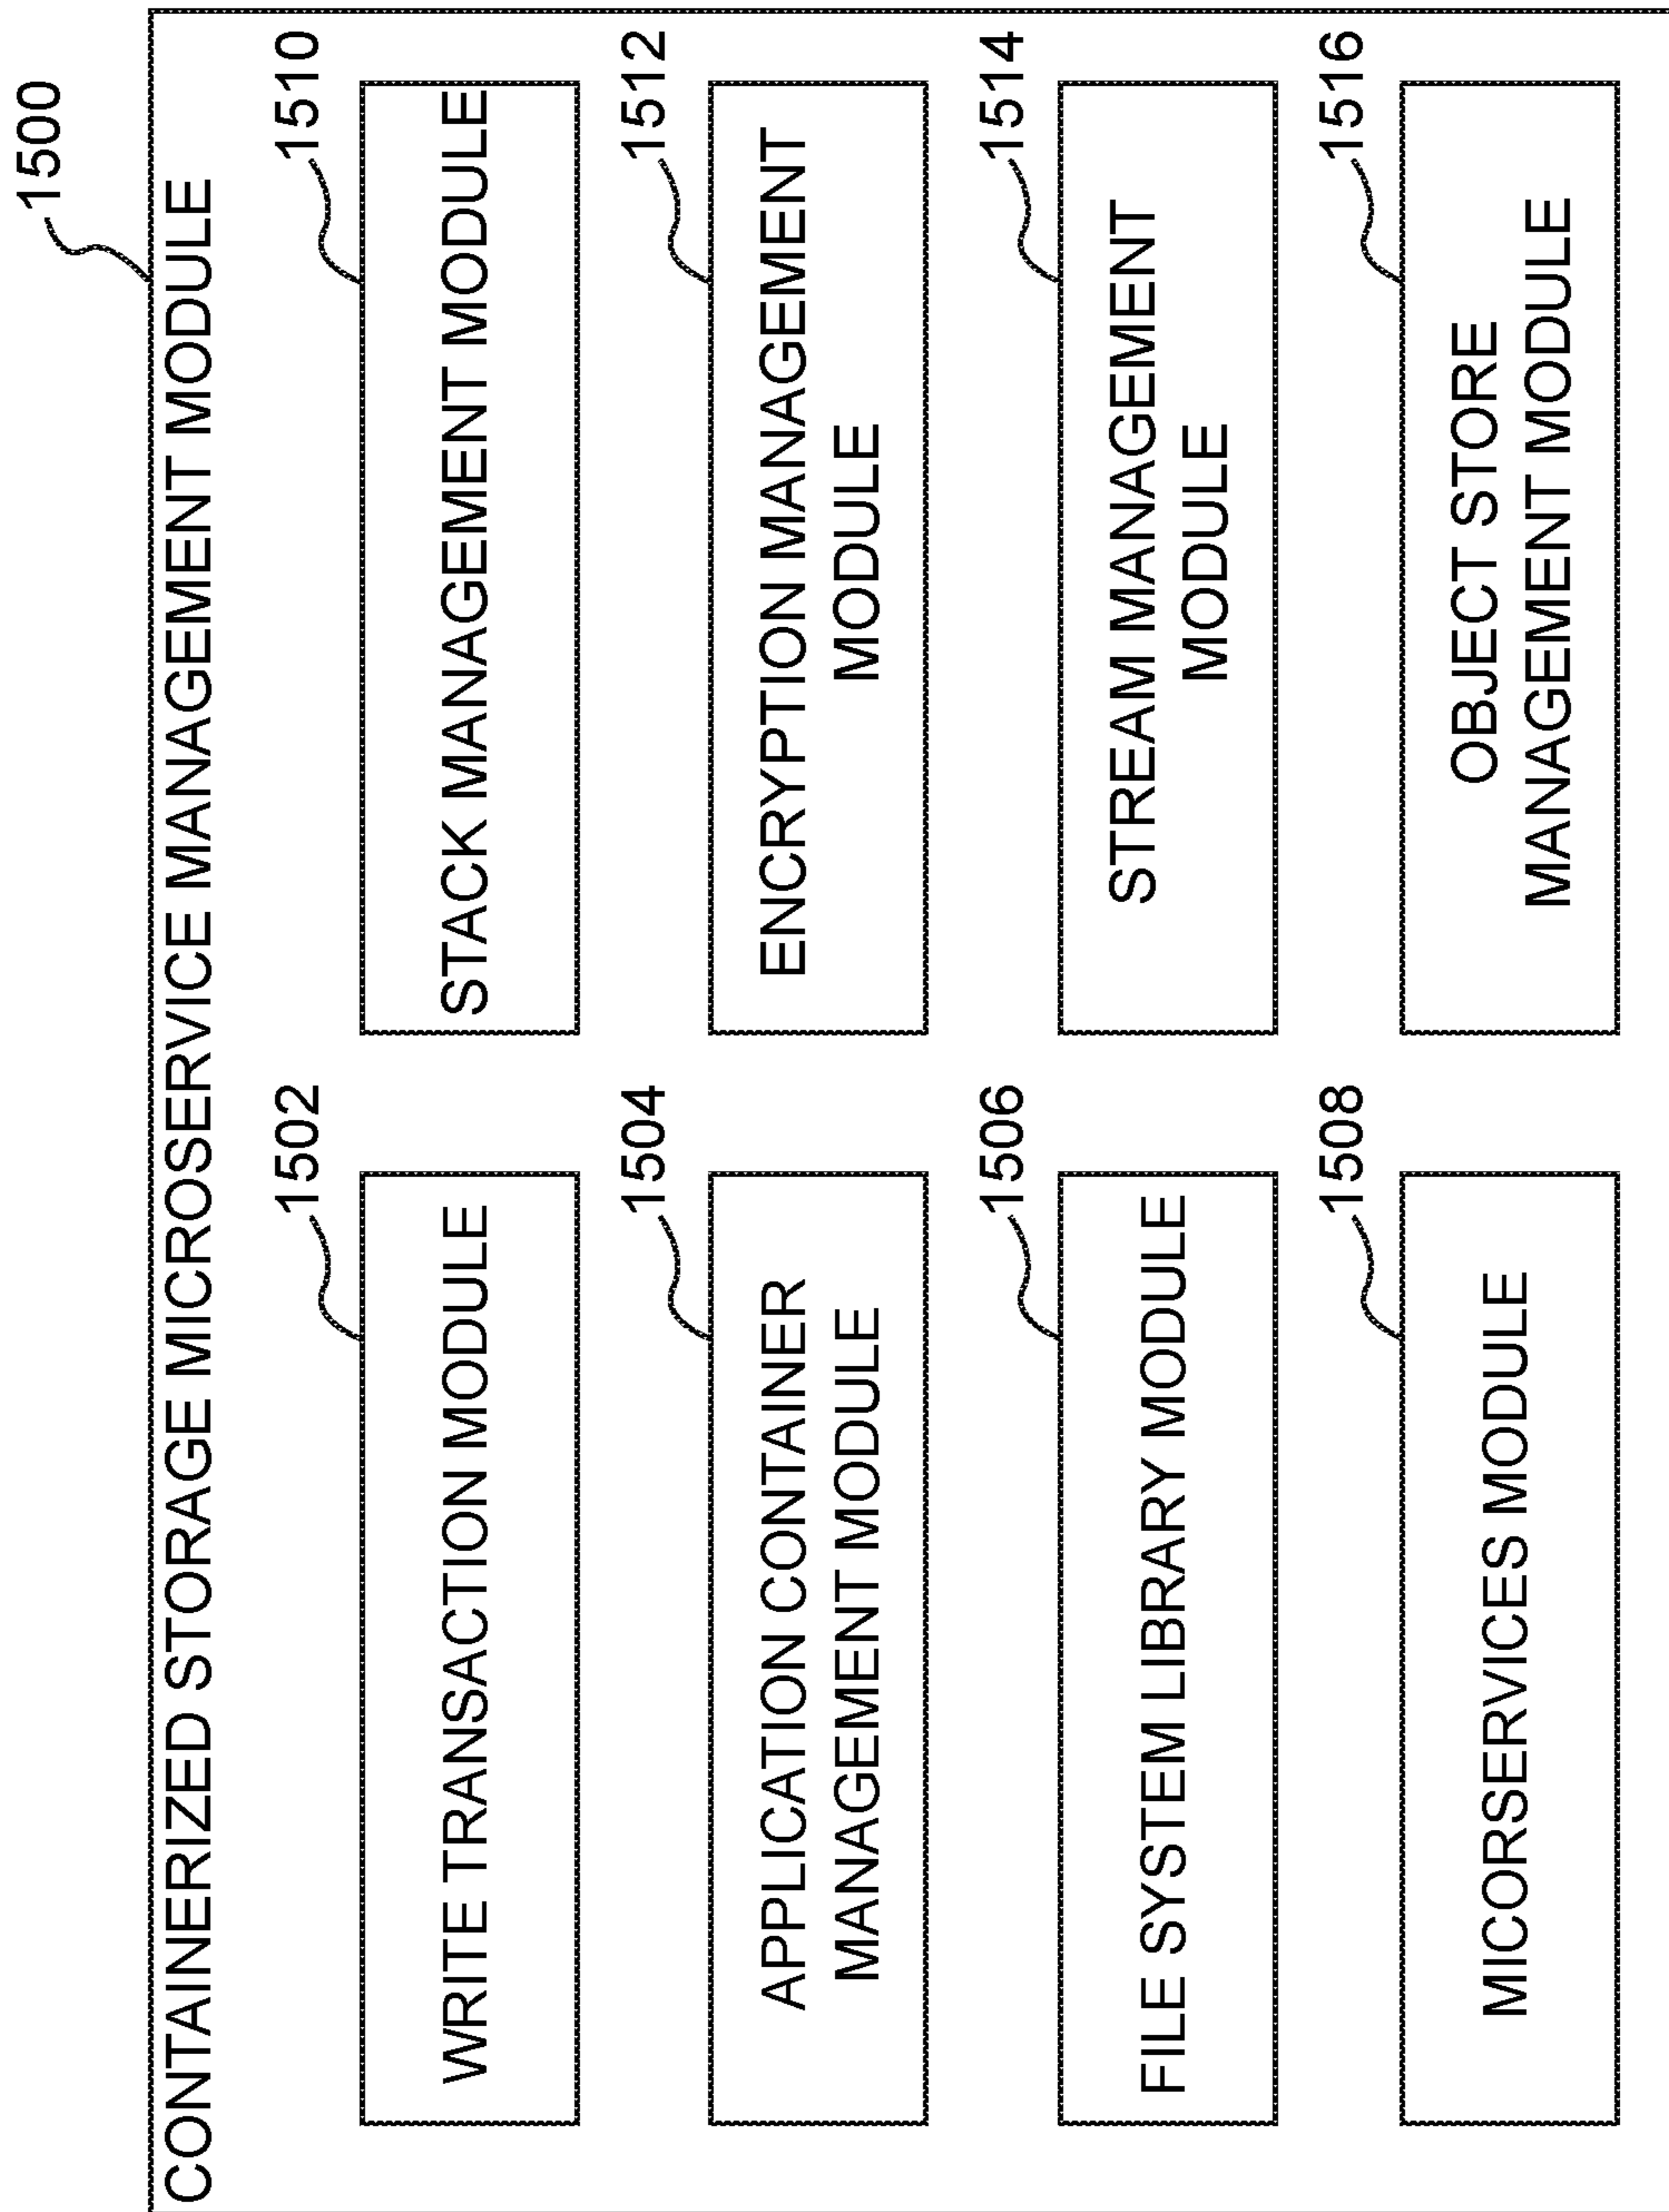 1500
CONTAINERIZED STORAGE MICROSERVICE MANAGEMENT MODULE
1502
WRITE TRANSACTION MODULE
1510
STACK MANAGEMENT MODULE
1504
APPLICATION CONTAINER
MANAGEMENT MODULE
1512
ENCRYPTION MANAGEMENT
MODULE
1506
FILE SYSTEM LIBRARY MODULE
1514
STREAM MANAGEMENT
MODULE
1508
MICORSERVICES MODULE
1516
OBJECT STORE
MANAGEMENT MODULE